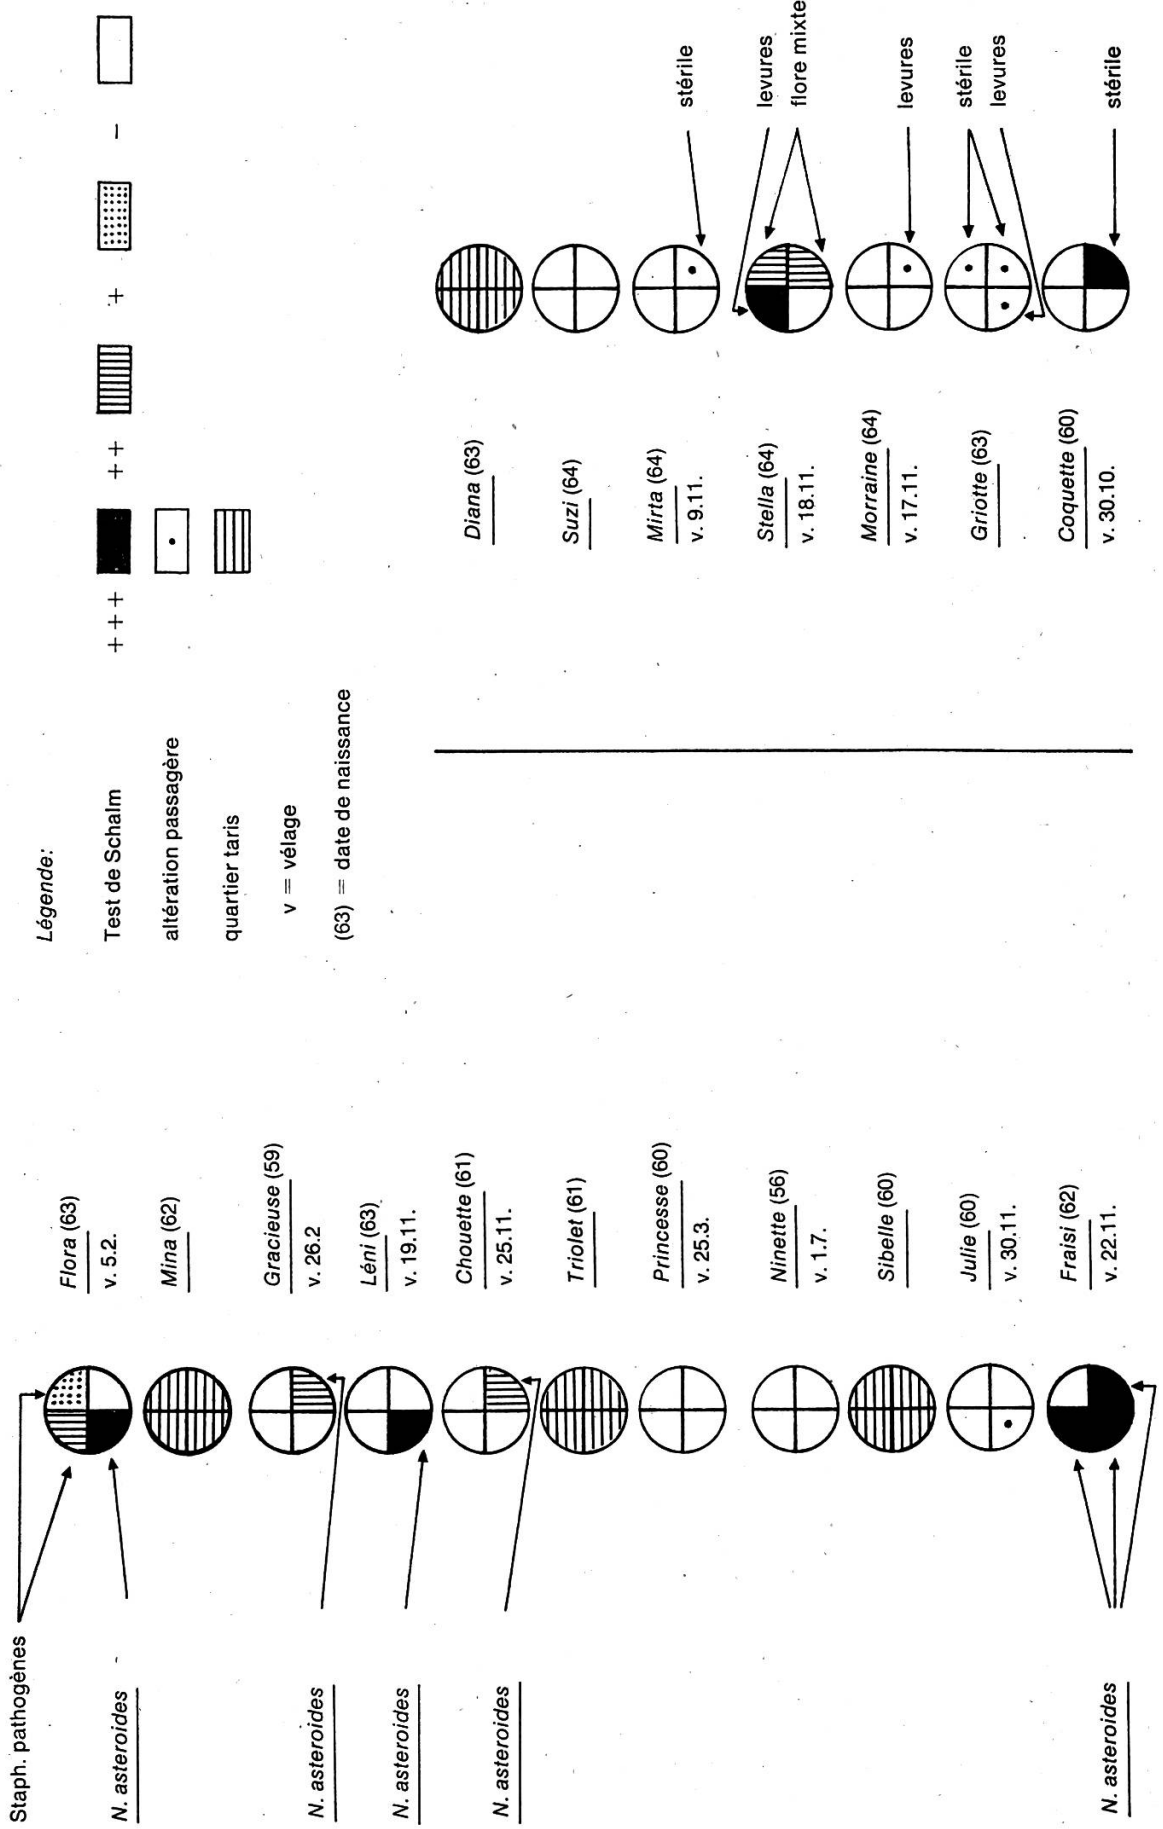 Légende:
Test de Schalm
+++
++
+
–
altération passagère
quartier taris
v = vélage
(63) = date de naissance
Staph. pathogènes
N. asteroides
Flora (63)
v. 5.2.
Mina (62)
N. asteroides
Gracieuse (59)
v. 26.2
N. asteroides
Léni (63)
v. 19.11.
N. asteroides
Chouette (61)
v. 25.11.
Triolet (61)
Princesse (60)
v. 25.3.
Ninette (56)
v. 1.7.
Sibelle (60)
Julie (60)
v. 30.11.
N. asteroides
Fraisi (62)
v. 22.11.
Diana (63)
Suzi (64)
Mirta (64)
v. 9.11.
stérile
Stella (64)
v. 18.11.
levures
flore mixte
Morraine (64)
v. 17.11.
levures
Griotte (63)
stérile
levures
Coquette (60)
v. 30.10.
stérile